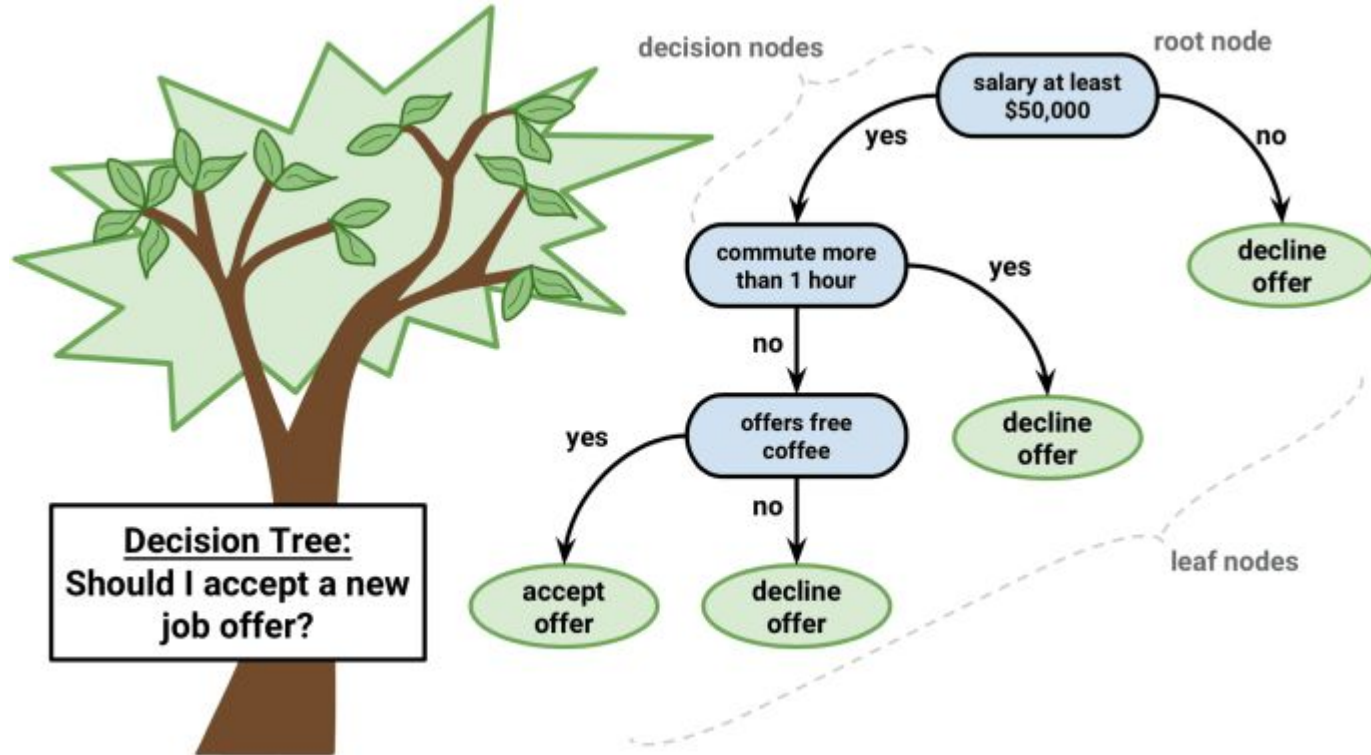 decision nodes
root node
salary at least
$50,000
yes
no
commute more
than 1 hour
yes
decline
offer
no
offers free
coffee
yes
decline
offer
no
Decision Tree:
Should I accept a new
job offer?
accept
offer
decline
offer
leaf nodes